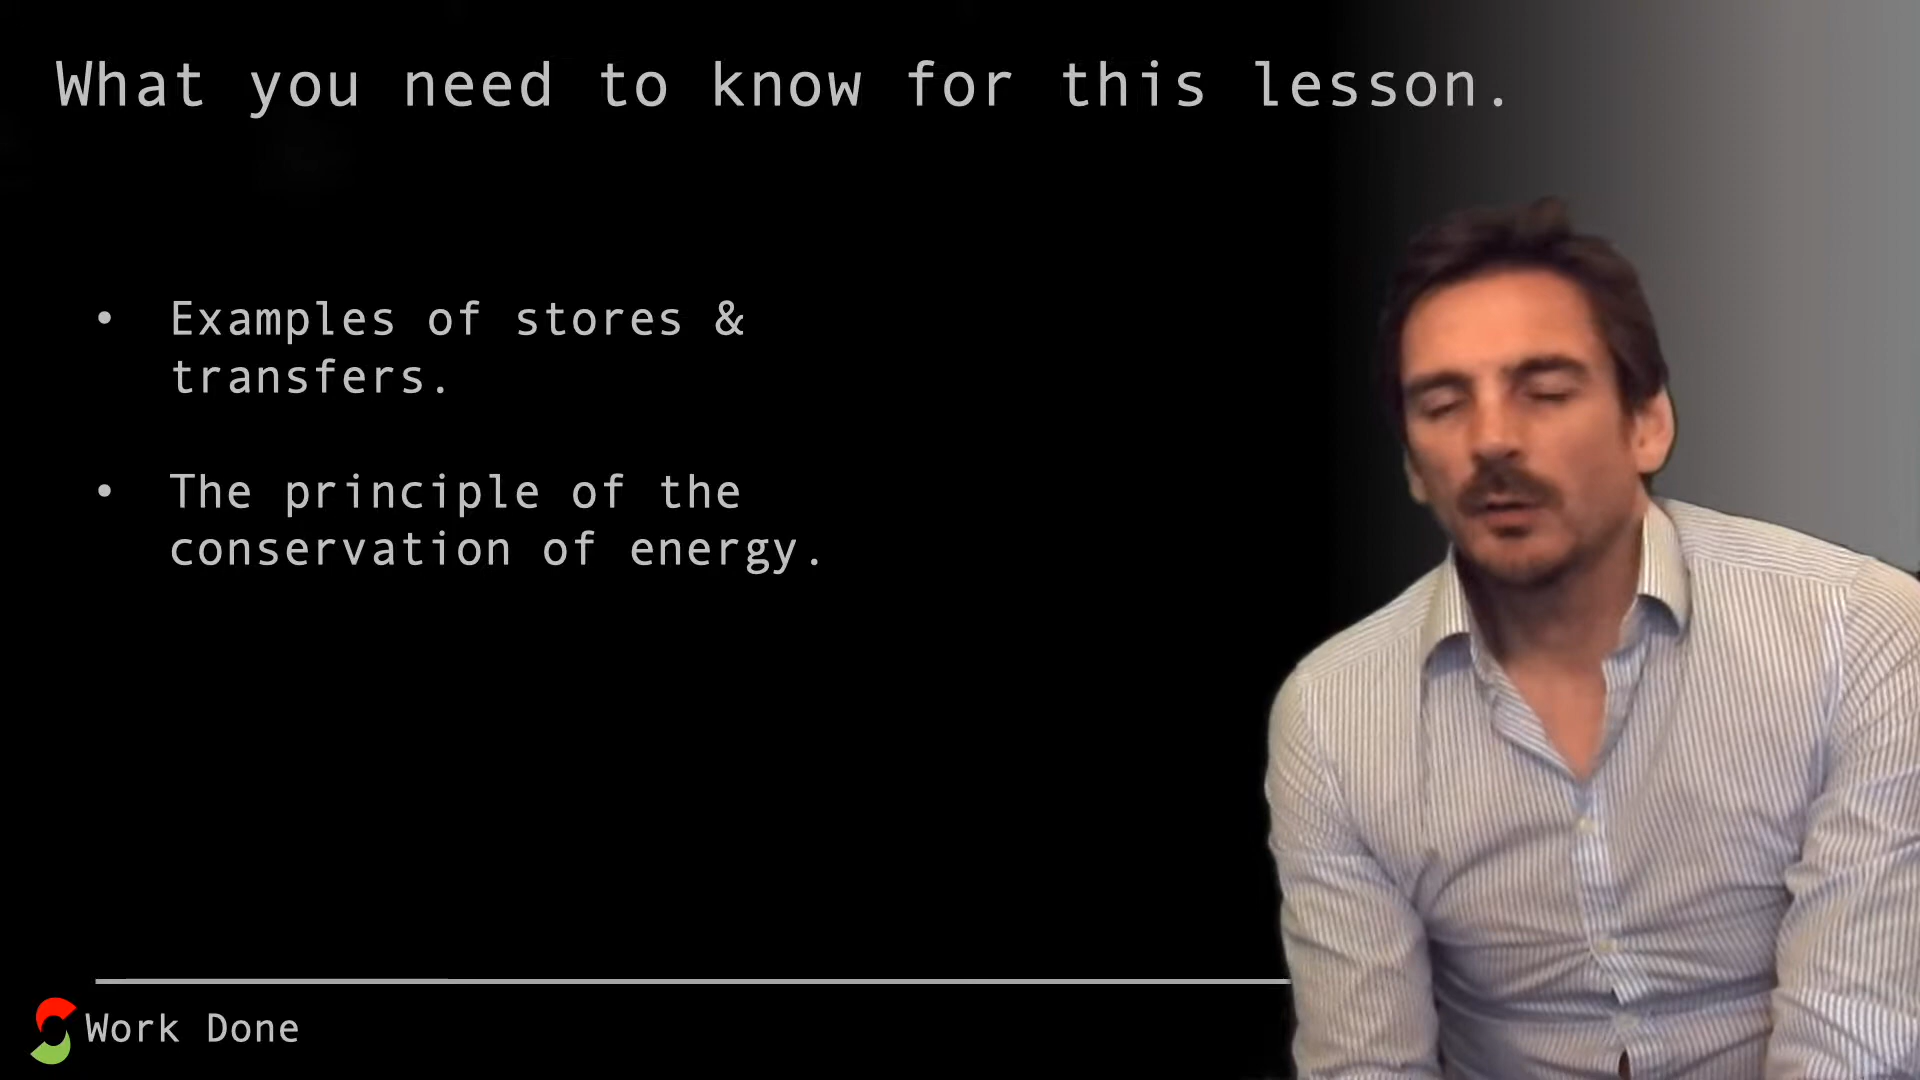 What you need to know for this lesson.
• Examples of stores &
transfers.
• The principle of the
conservation of energy.
Work Done